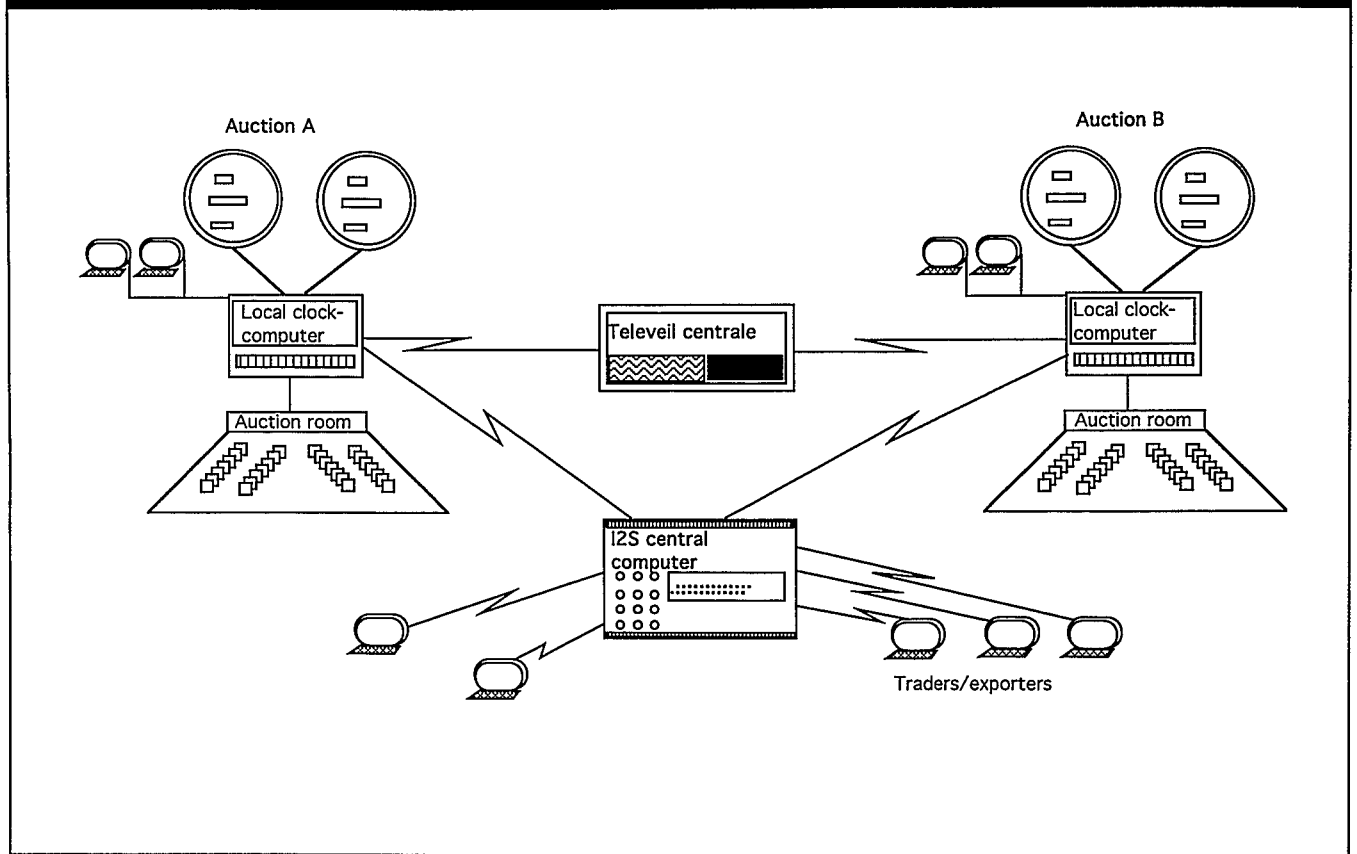 Auction A
Auction B
Local clock-
computer
Televeil centrale
Local clock-
computer
Auction room
Auction room
I2S central
computer
Traders/exporters